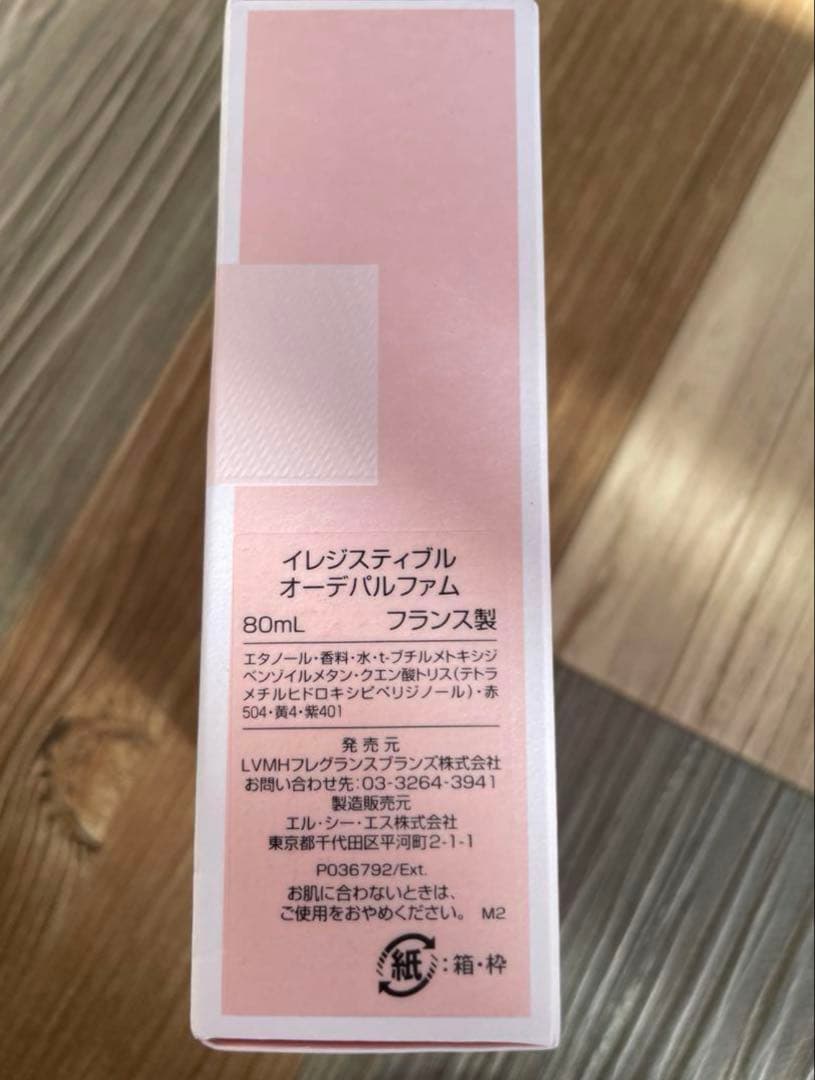 イレジスティブル
オーデパルファム
80mL フランス製
エタノール・香料・水・t-ブチルメトキシジ
ベンゾイルメタン・クエン酸トリス(テトラ
メチルヒドロキシピペリジノール)・赤
504・黄4・紫401
発売元
LVMHフレグランスブランズ株式会社
お問い合わせ先:03-3264-3941
製造販売元
エル・シー・エス株式会社
東京都千代田区平河町2-1-1
P036792/Ext.
お肌に合わないときは、
ご使用をおやめください。 M2
紙:箱・枠